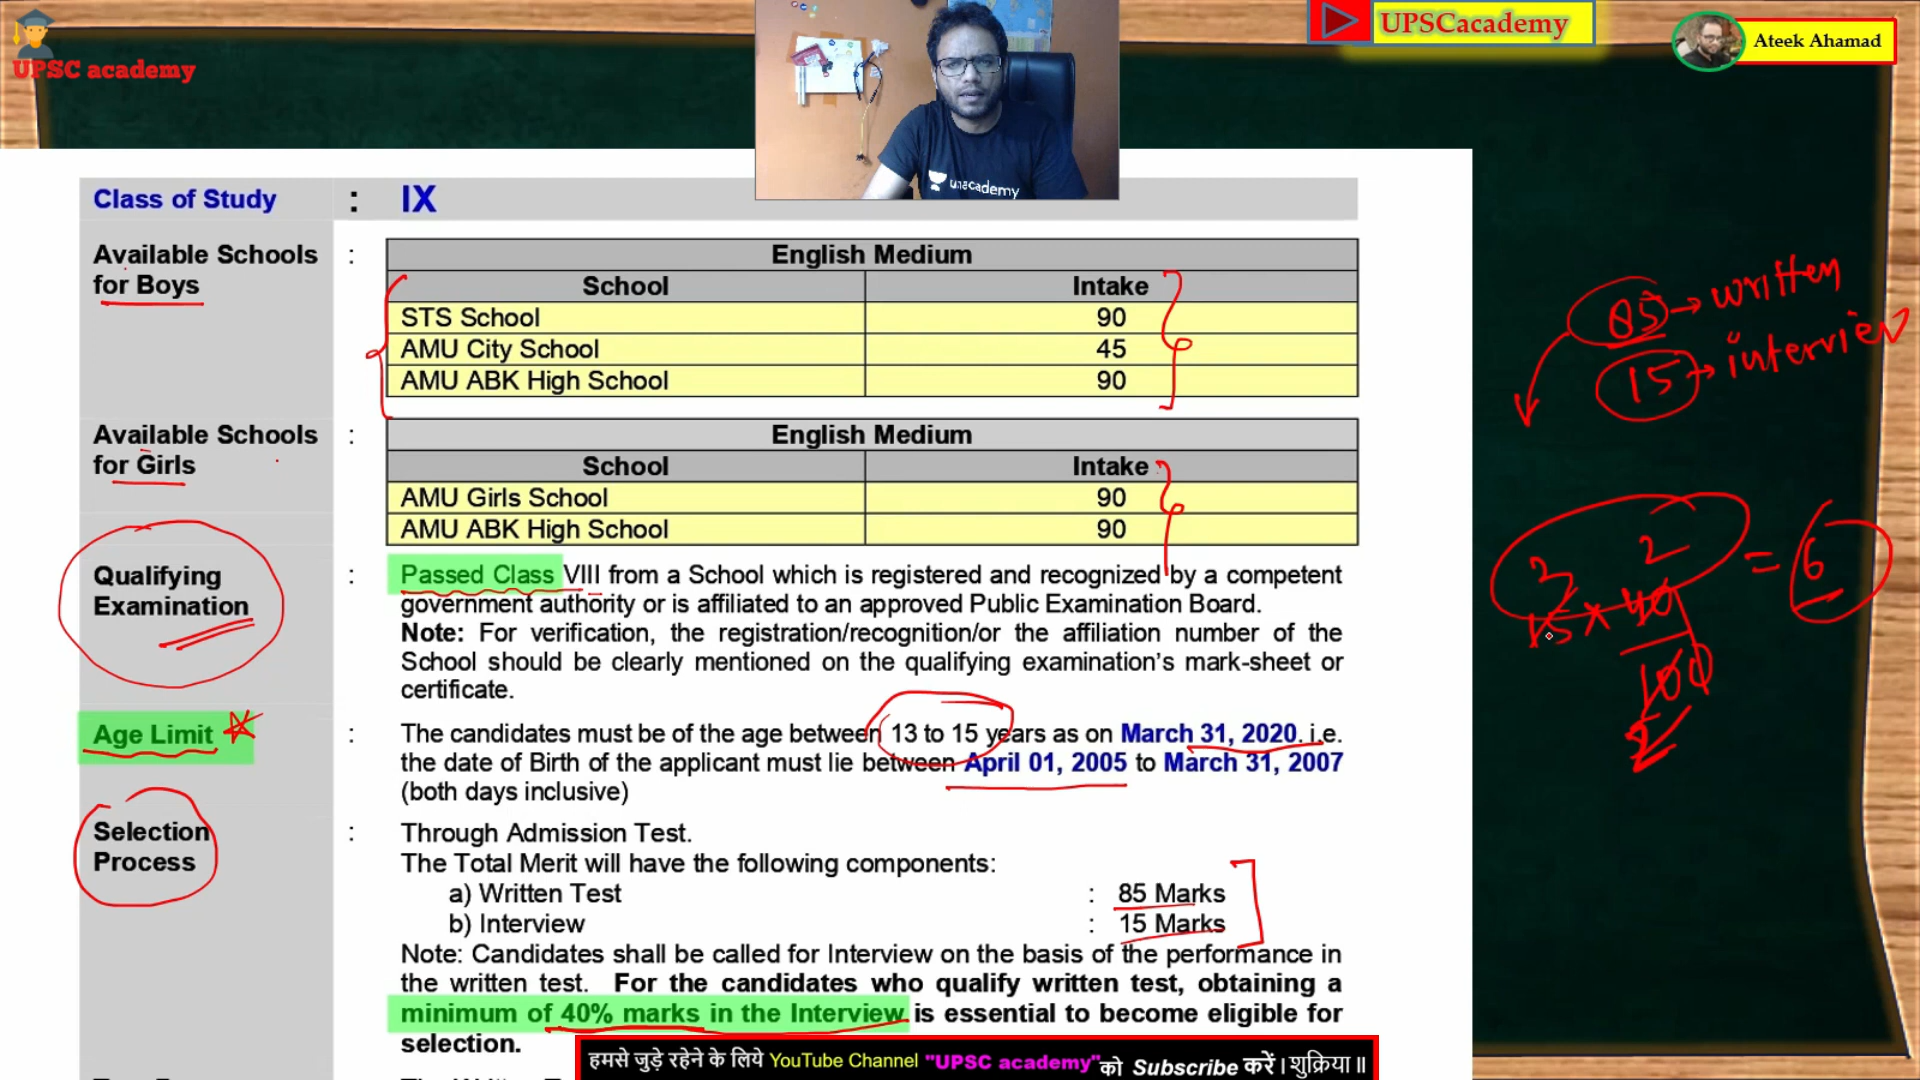 UPSC academy
UPSCacademy
Ateek Ahamad
unacademy
Class of Study : IX
Available Schools for Boys :
English Medium
School Intake
STS School 90
AMU City School 45
AMU ABK High School 90
Available Schools for Girls :
English Medium
School Intake
AMU Girls School 90
AMU ABK High School 90
Qualifying Examination :
Passed Class VIII from a School which is registered and recognized by a competent
government authority or is affiliated to an approved Public Examination Board.
Note: For verification, the registration/recognition/or the affiliation number of the
School should be clearly mentioned on the qualifying examination's mark-sheet or
certificate.
Age Limit :
The candidates must be of the age between 13 to 15 years as on March 31, 2020. i.e.
the date of Birth of the applicant must lie between April 01, 2005 to March 31, 2007
(both days inclusive)
Selection Process :
Through Admission Test.
The Total Merit will have the following components:
a) Written Test : 85 Marks
b) Interview : 15 Marks
Note: Candidates shall be called for Interview on the basis of the performance in
the written test. For the candidates who qualify written test, obtaining a
minimum of 40% marks in the Interview is essential to become eligible for
selection.
85 → written
15 → interview
3 2 = 6
15 x 40
100
2
हमसे जुड़े रहेने के लिये YouTube Channel "UPSC academy" को Subscribe करें। शुक्रिया॥